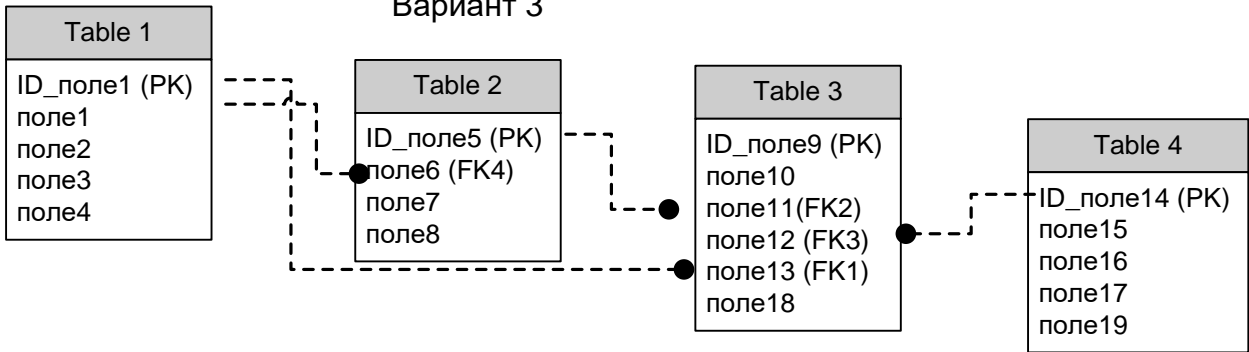 Вариант 3
Table 1
ID_поле1 (PK)
поле1
поле2
поле3
поле4
Table 2
ID_поле5 (PK)
поле6 (FK4)
поле7
поле8
Table 3
ID_поле9 (PK)
поле10
поле11(FK2)
поле12 (FK3)
поле13 (FK1)
поле18
Table 4
ID_поле14 (PK)
поле15
поле16
поле17
поле19